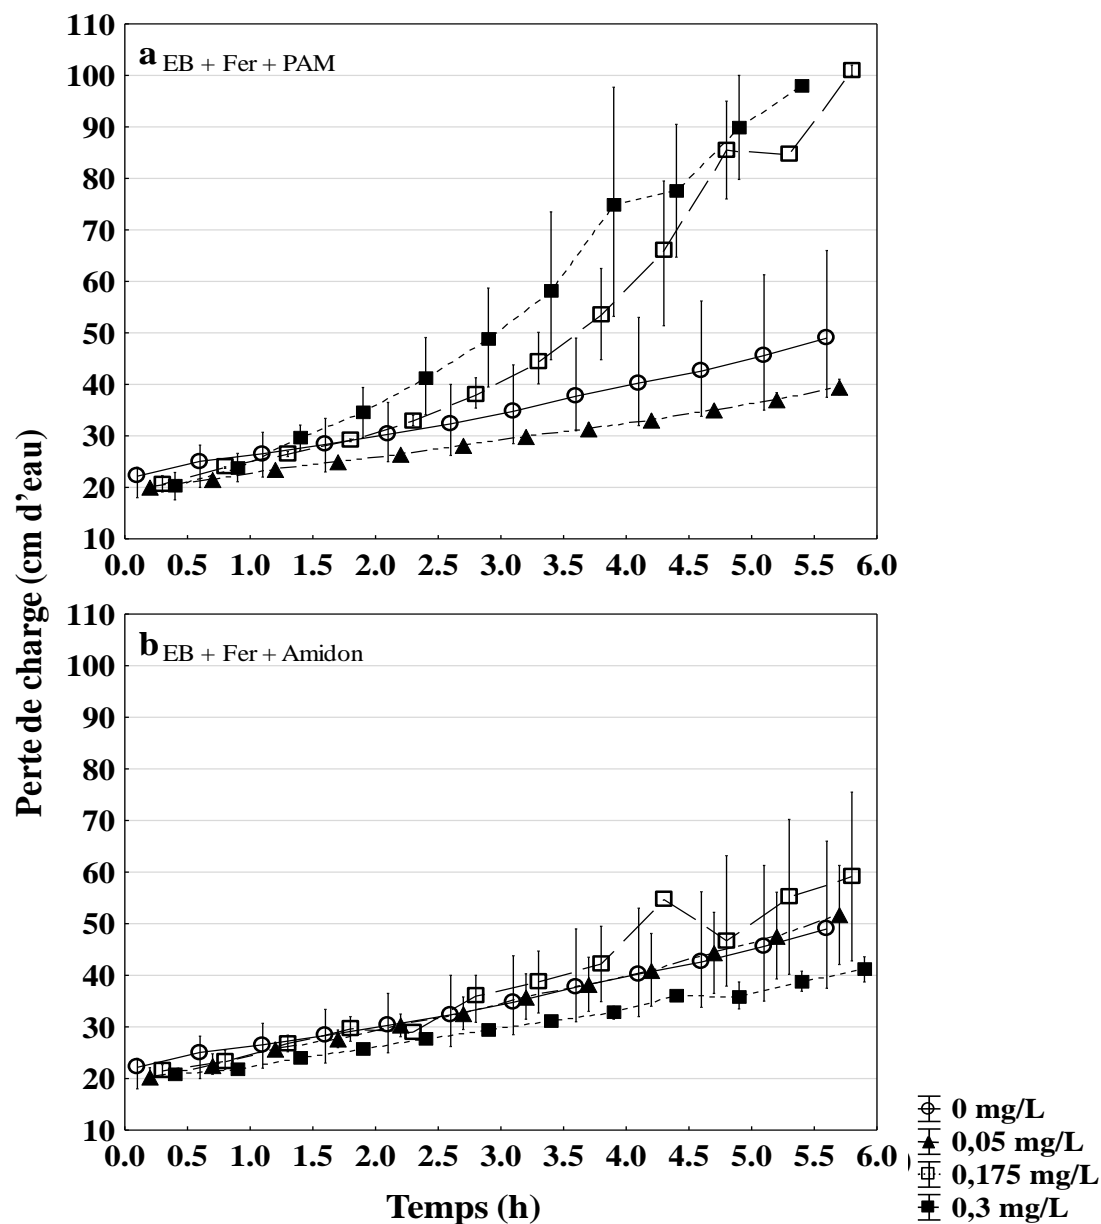 110
a EB + Fer + PAM
100
90
80
70
60
50
40
30
20
10
0.0 0.5 1.0 1.5 2.0 2.5 3.0 3.5 4.0 4.5 5.0 5.5 6.0
Perte de charge (cm d’eau)
110
b EB + Fer + Amidon
100
90
80
70
60
50
40
30
20
10
0.0 0.5 1.0 1.5 2.0 2.5 3.0 3.5 4.0 4.5 5.0 5.5 6.0 )
Temps (h)
0 mg/L
0,05 mg/L
0,175 mg/L
0,3 mg/L